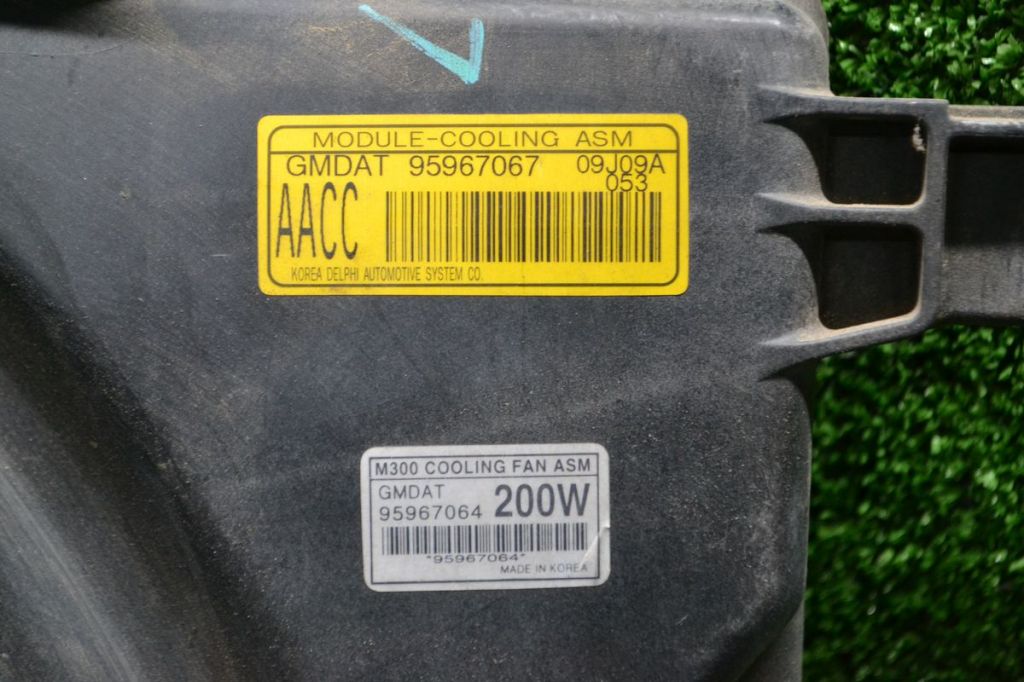 MODULE-COOLING ASM
GMDAT 95967067 09J09A
053
AACC
KOREA DELPHI AUTOMOTIVE SYSTEM CO.
M300 COOLING FAN ASM
GMDAT
95967064 200W
*95967064*
MADE IN KOREA